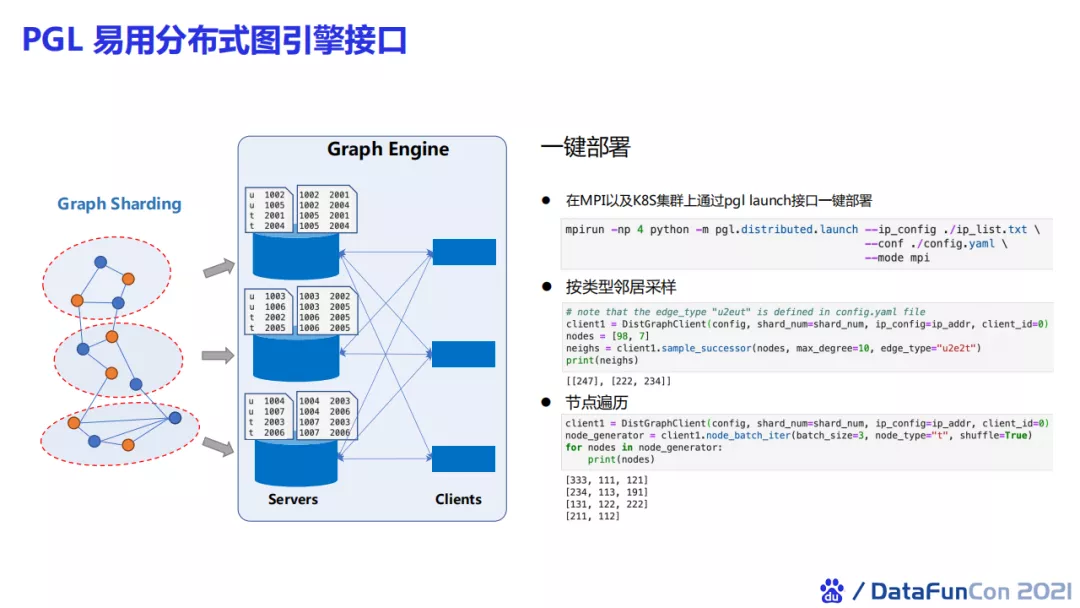 PGL 易用分布式图引擎接口
Graph Sharding
Graph Engine
u 1002
u 1005
t 2001
t 2004
1002 2001
1002 2004
1005 2001
1005 2004
u 1003
u 1006
t 2002
t 2005
1003 2002
1003 2005
1006 2005
1006 2005
u 1004
u 1007
t 2003
t 2006
1004 2003
1004 2006
1007 2003
1007 2006
Servers
Clients
一键部署
● 在MPI以及K8S集群上通过pgl launch接口一键部署
mpirun -np 4 python -m pgl.distributed.launch --ip_config ./ip_list.txt \
--conf ./config.yaml \
--mode mpi
● 按类型邻居采样
# note that the edge_type "u2eut" is defined in config.yaml file
client1 = DistGraphClient(config, shard_num=shard_num, ip_config=ip_addr, client_id=0)
nodes = [98, 7]
neighs = client1.sample_successor(nodes, max_degree=10, edge_type="u2e2t")
print(neighs)
[[247], [222, 234]]
● 节点遍历
client1 = DistGraphClient(config, shard_num=shard_num, ip_config=ip_addr, client_id=0)
node_generator = client1.node_batch_iter(batch_size=3, node_type="t", shuffle=True)
for nodes in node_generator:
print(nodes)
[333, 111, 121]
[234, 113, 191]
[131, 122, 222]
[211, 112]
du / DataFunCon 2021